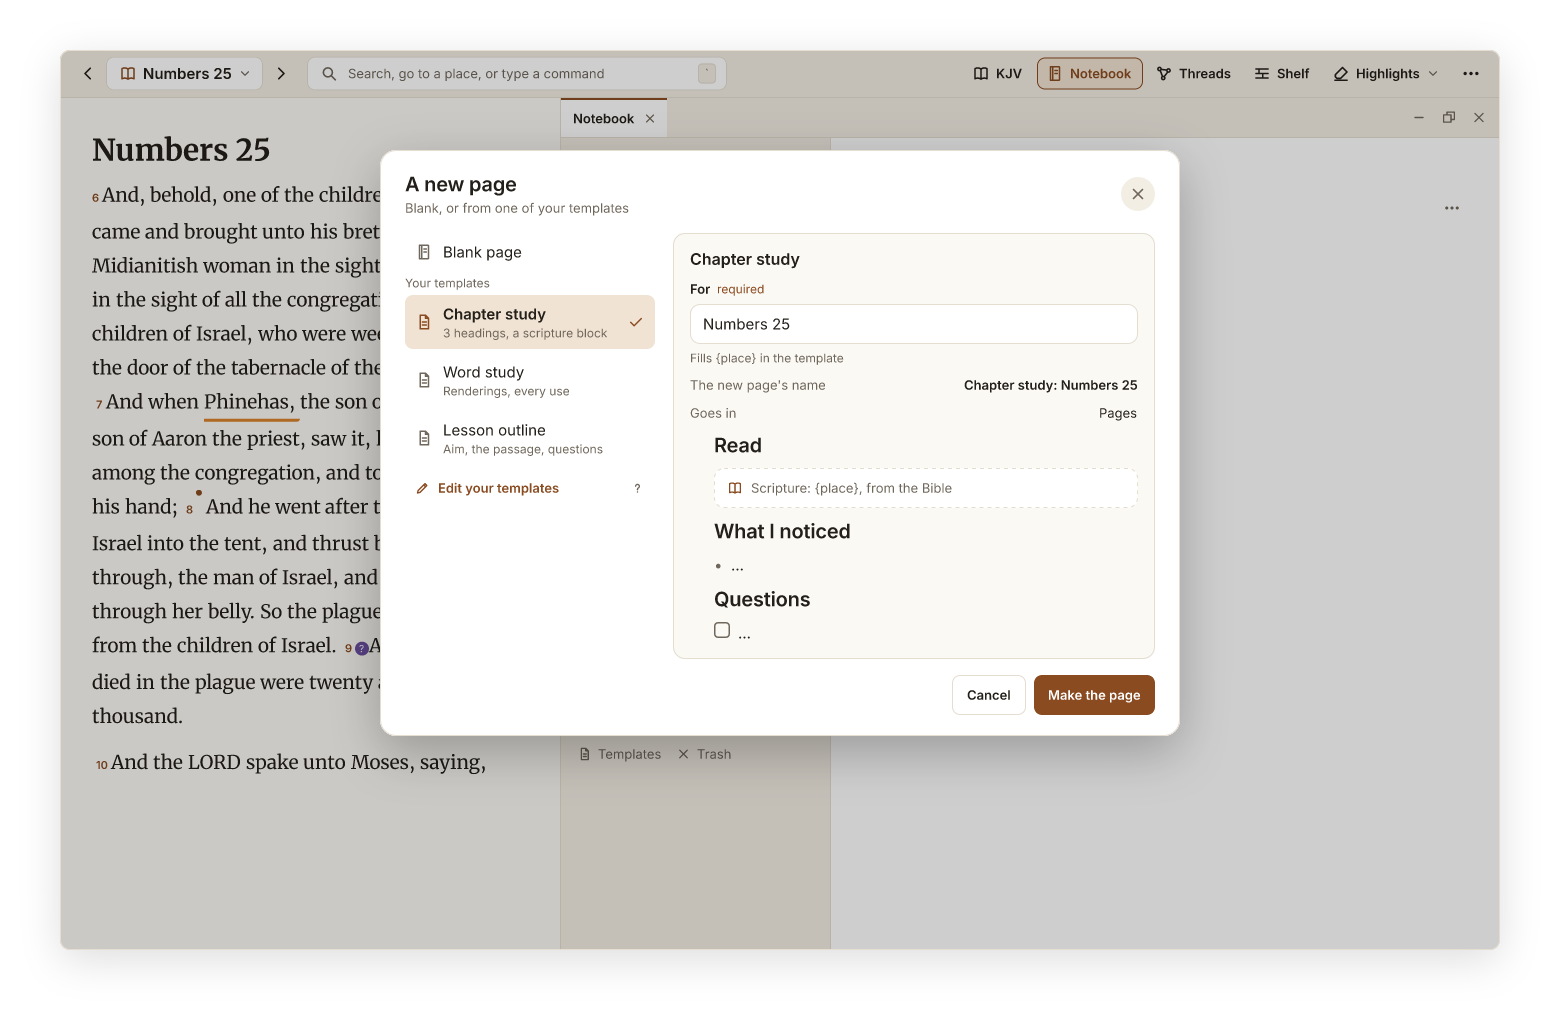 Numbers 25
Search, go to a place, or type a command
KJV
Notebook
Threads
Shelf
Highlights
Numbers 25
6 And, behold, one of the childre
came and brought unto his bret
Midianitish woman in the sight
in the sight of all the congregati
children of Israel, who were wee
the door of the tabernacle of the
7 And when Phinehas, the son o
son of Aaron the priest, saw it, h
among the congregation, and to
his hand; 8 And he went after t
Israel into the tent, and thrust b
through, the man of Israel, and
through her belly. So the plague
from the children of Israel. 9 ? A
died in the plague were twenty a
thousand.
10 And the LORD spake unto Moses, saying,
Notebook
A new page
Blank, or from one of your templates
Blank page
Your templates
Chapter study
3 headings, a scripture block
Word study
Renderings, every use
Lesson outline
Aim, the passage, questions
Edit your templates ?
Chapter study
For required
Numbers 25
Fills {place} in the template
The new page's name Chapter study: Numbers 25
Goes in Pages
Read
Scripture: {place}, from the Bible
What I noticed
• ...
Questions
...
Cancel
Make the page
Templates
Trash